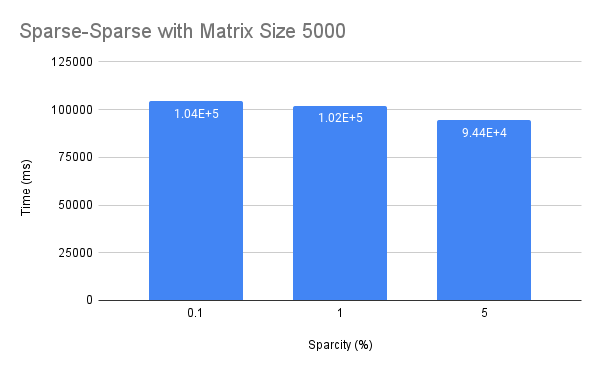 Sparse-Sparse with Matrix Size 5000
125000
100000
75000
50000
25000
0
Time (ms)
1.04E+5
1.02E+5
9.44E+4
0.1
1
5
Sparcity (%)